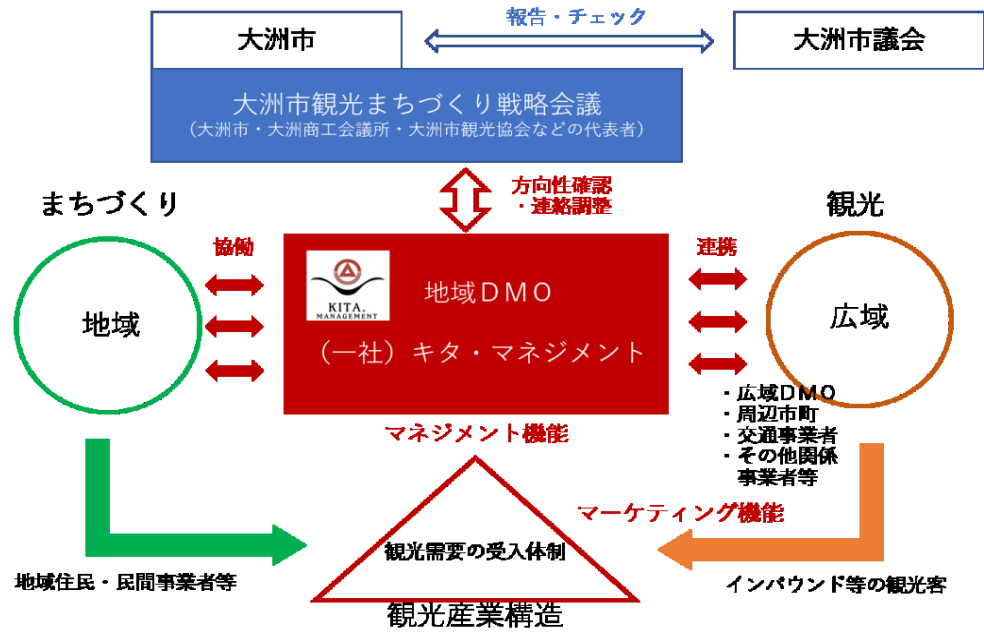 報告・チェック
大洲市
大洲市議会
大洲市観光まちづくり戦略会議
（大洲市・大洲商工会議所・大洲市観光協会などの代表者）
方向性確認
・連絡調整
まちづくり
観光
協働
連携
KITA.
MANAGEMENT
地域ＤＭＯ
（一社）キタ・マネジメント
地域
広域
・広域ＤＭＯ
・周辺市町
・交通事業者
・その他関係
事業者等
マネジメント機能
マーケティング機能
観光需要の受入体制
地域住民・民間事業者等
インバウンド等の観光客
観光産業構造